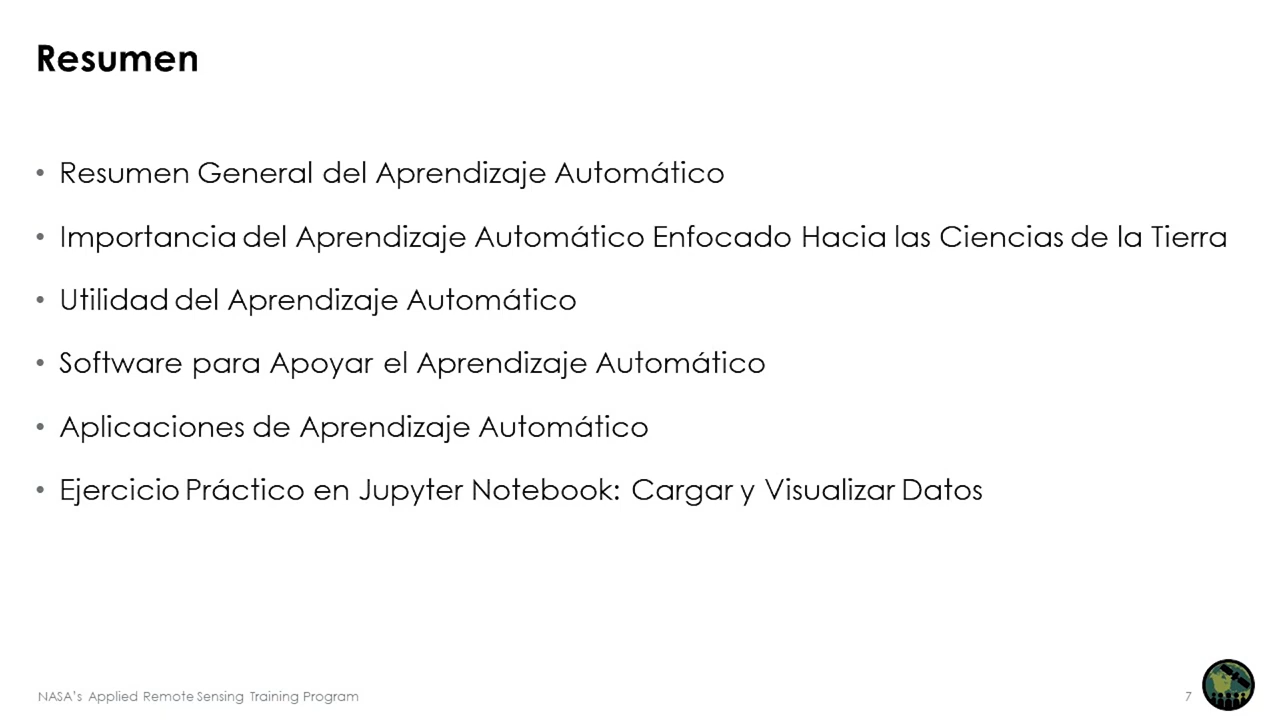 Resumen
• Resumen General del Aprendizaje Automático
• Importancia del Aprendizaje Automático Enfocado Hacia las Ciencias de la Tierra
• Utilidad del Aprendizaje Automático
• Software para Apoyar el Aprendizaje Automático
• Aplicaciones de Aprendizaje Automático
• Ejercicio Práctico en Jupyter Notebook: Cargar y Visualizar Datos
NASA's Applied Remote Sensing Training Program
7